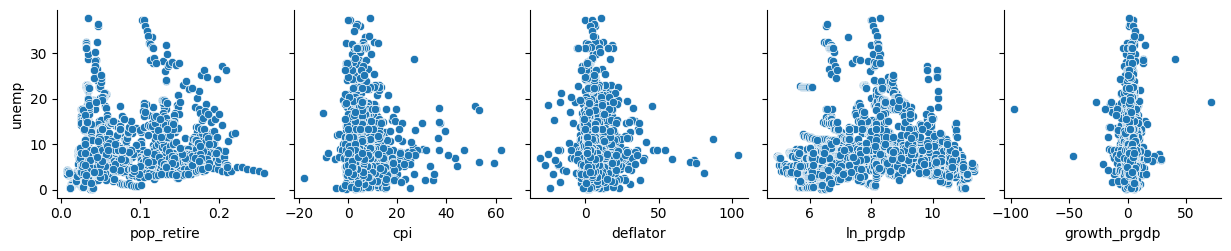 unemp
30
20
10
0
0.0 0.1 0.2
pop_retire
−20 0 20 40 60
cpi
0 50 100
deflator
6 8 10
ln_prgdp
−100 −50 0 50
growth_prgdp